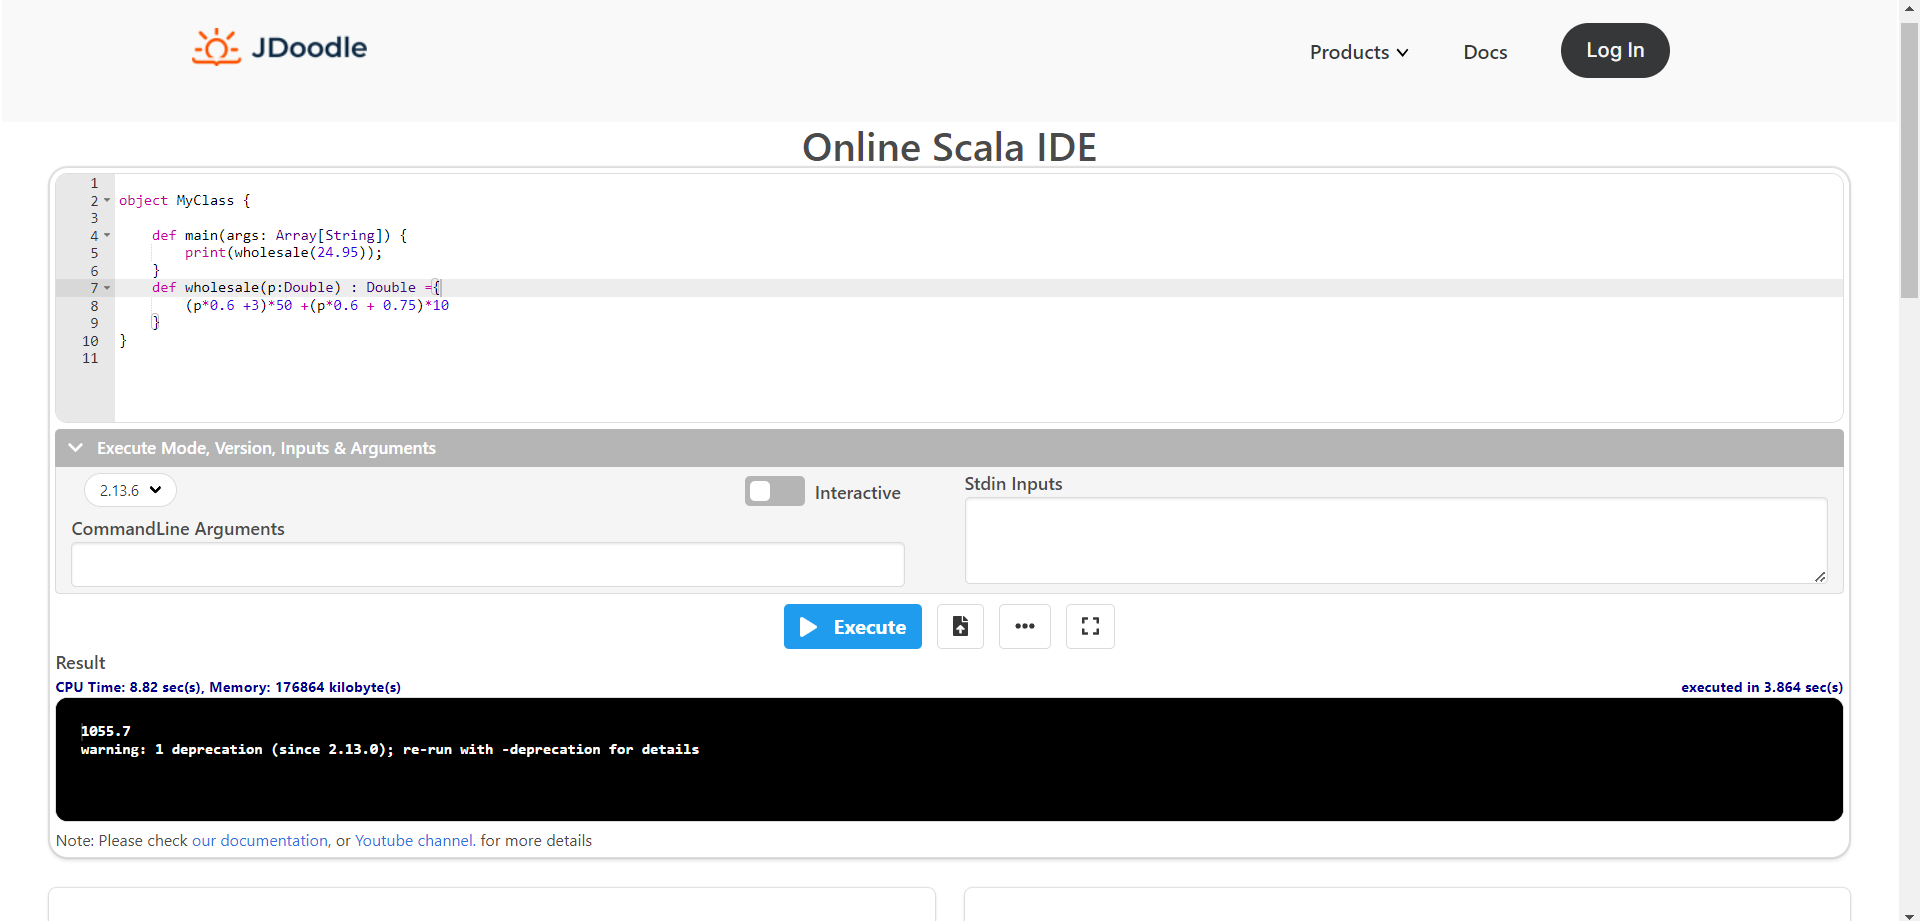 JDoodle
Products
Docs
Log In
Online Scala IDE
1
2 object MyClass {
3
4 def main(args: Array[String]) {
5 print(wholesale(24.95));
6 }
7 def wholesale(p:Double) : Double ={
8 (p*0.6 +3)*50 +(p*0.6 + 0.75)*10
9 }
10 }
11
Execute Mode, Version, Inputs & Arguments
2.13.6
Interactive
Stdin Inputs
CommandLine Arguments
Execute
Result
CPU Time: 8.82 sec(s), Memory: 176864 kilobyte(s)
executed in 3.864 sec(s)
1055.7
warning: 1 deprecation (since 2.13.0); re-run with -deprecation for details
Note: Please check our documentation, or Youtube channel. for more details